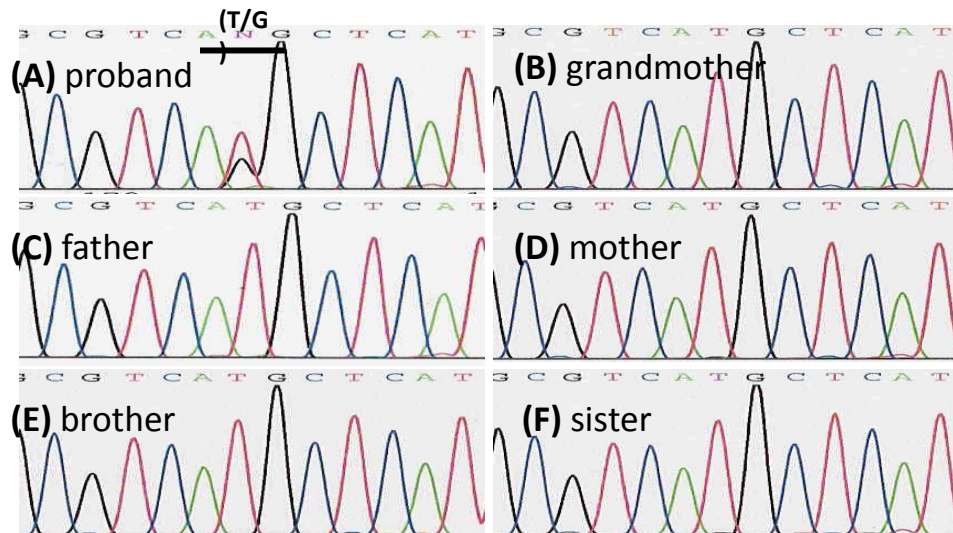 (T/G
)
G C G T C A N G C T C A T
(A) proband
G C G T C A T G C T C A T
(B) grandmother
G C G T C A T G C T C A T
(C) father
G C G T C A T G C T C A T
(D) mother
G C G T C A T G C T C A T
(E) brother
G C G T C A T G C T C A T
(F) sister